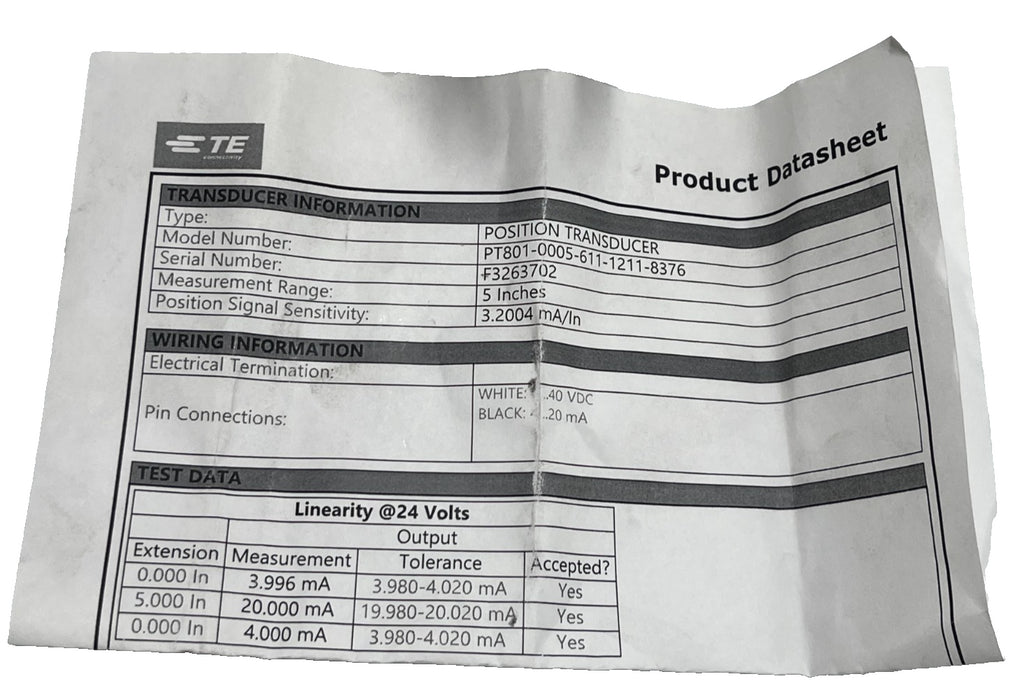 TE
connectivity
Product Datasheet
TRANSDUCER INFORMATION
Type: POSITION TRANSDUCER
Model Number: PT801-0005-611-1211-8376
Serial Number: F3263702
Measurement Range: 5 Inches
Position Signal Sensitivity: 3.2004 mA/In
WIRING INFORMATION
Electrical Termination:
Pin Connections:
WHITE: ..40 VDC
BLACK: ..20 mA
TEST DATA
Linearity @24 Volts
Output
Extension Measurement Tolerance Accepted?
0.000 In 3.996 mA 3.980-4.020 mA Yes
5.000 In 20.000 mA 19.980-20.020 mA Yes
0.000 In 4.000 mA 3.980-4.020 mA Yes